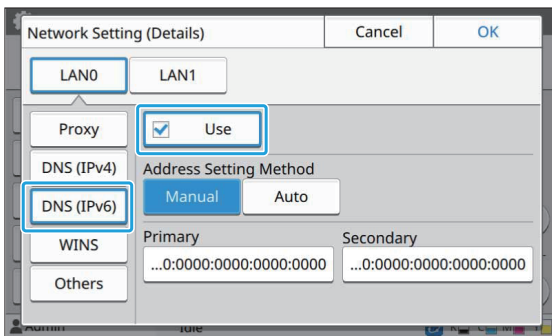 Network Setting (Details)
Cancel
OK
LAN0
LAN1
Proxy
Use
DNS (IPv4)
Address Setting Method
Manual
Auto
DNS (IPv6)
WINS
Primary
Secondary
...0:0000:0000:0000:0000
...0:0000:0000:0000:0000
Others
Admin
Idle